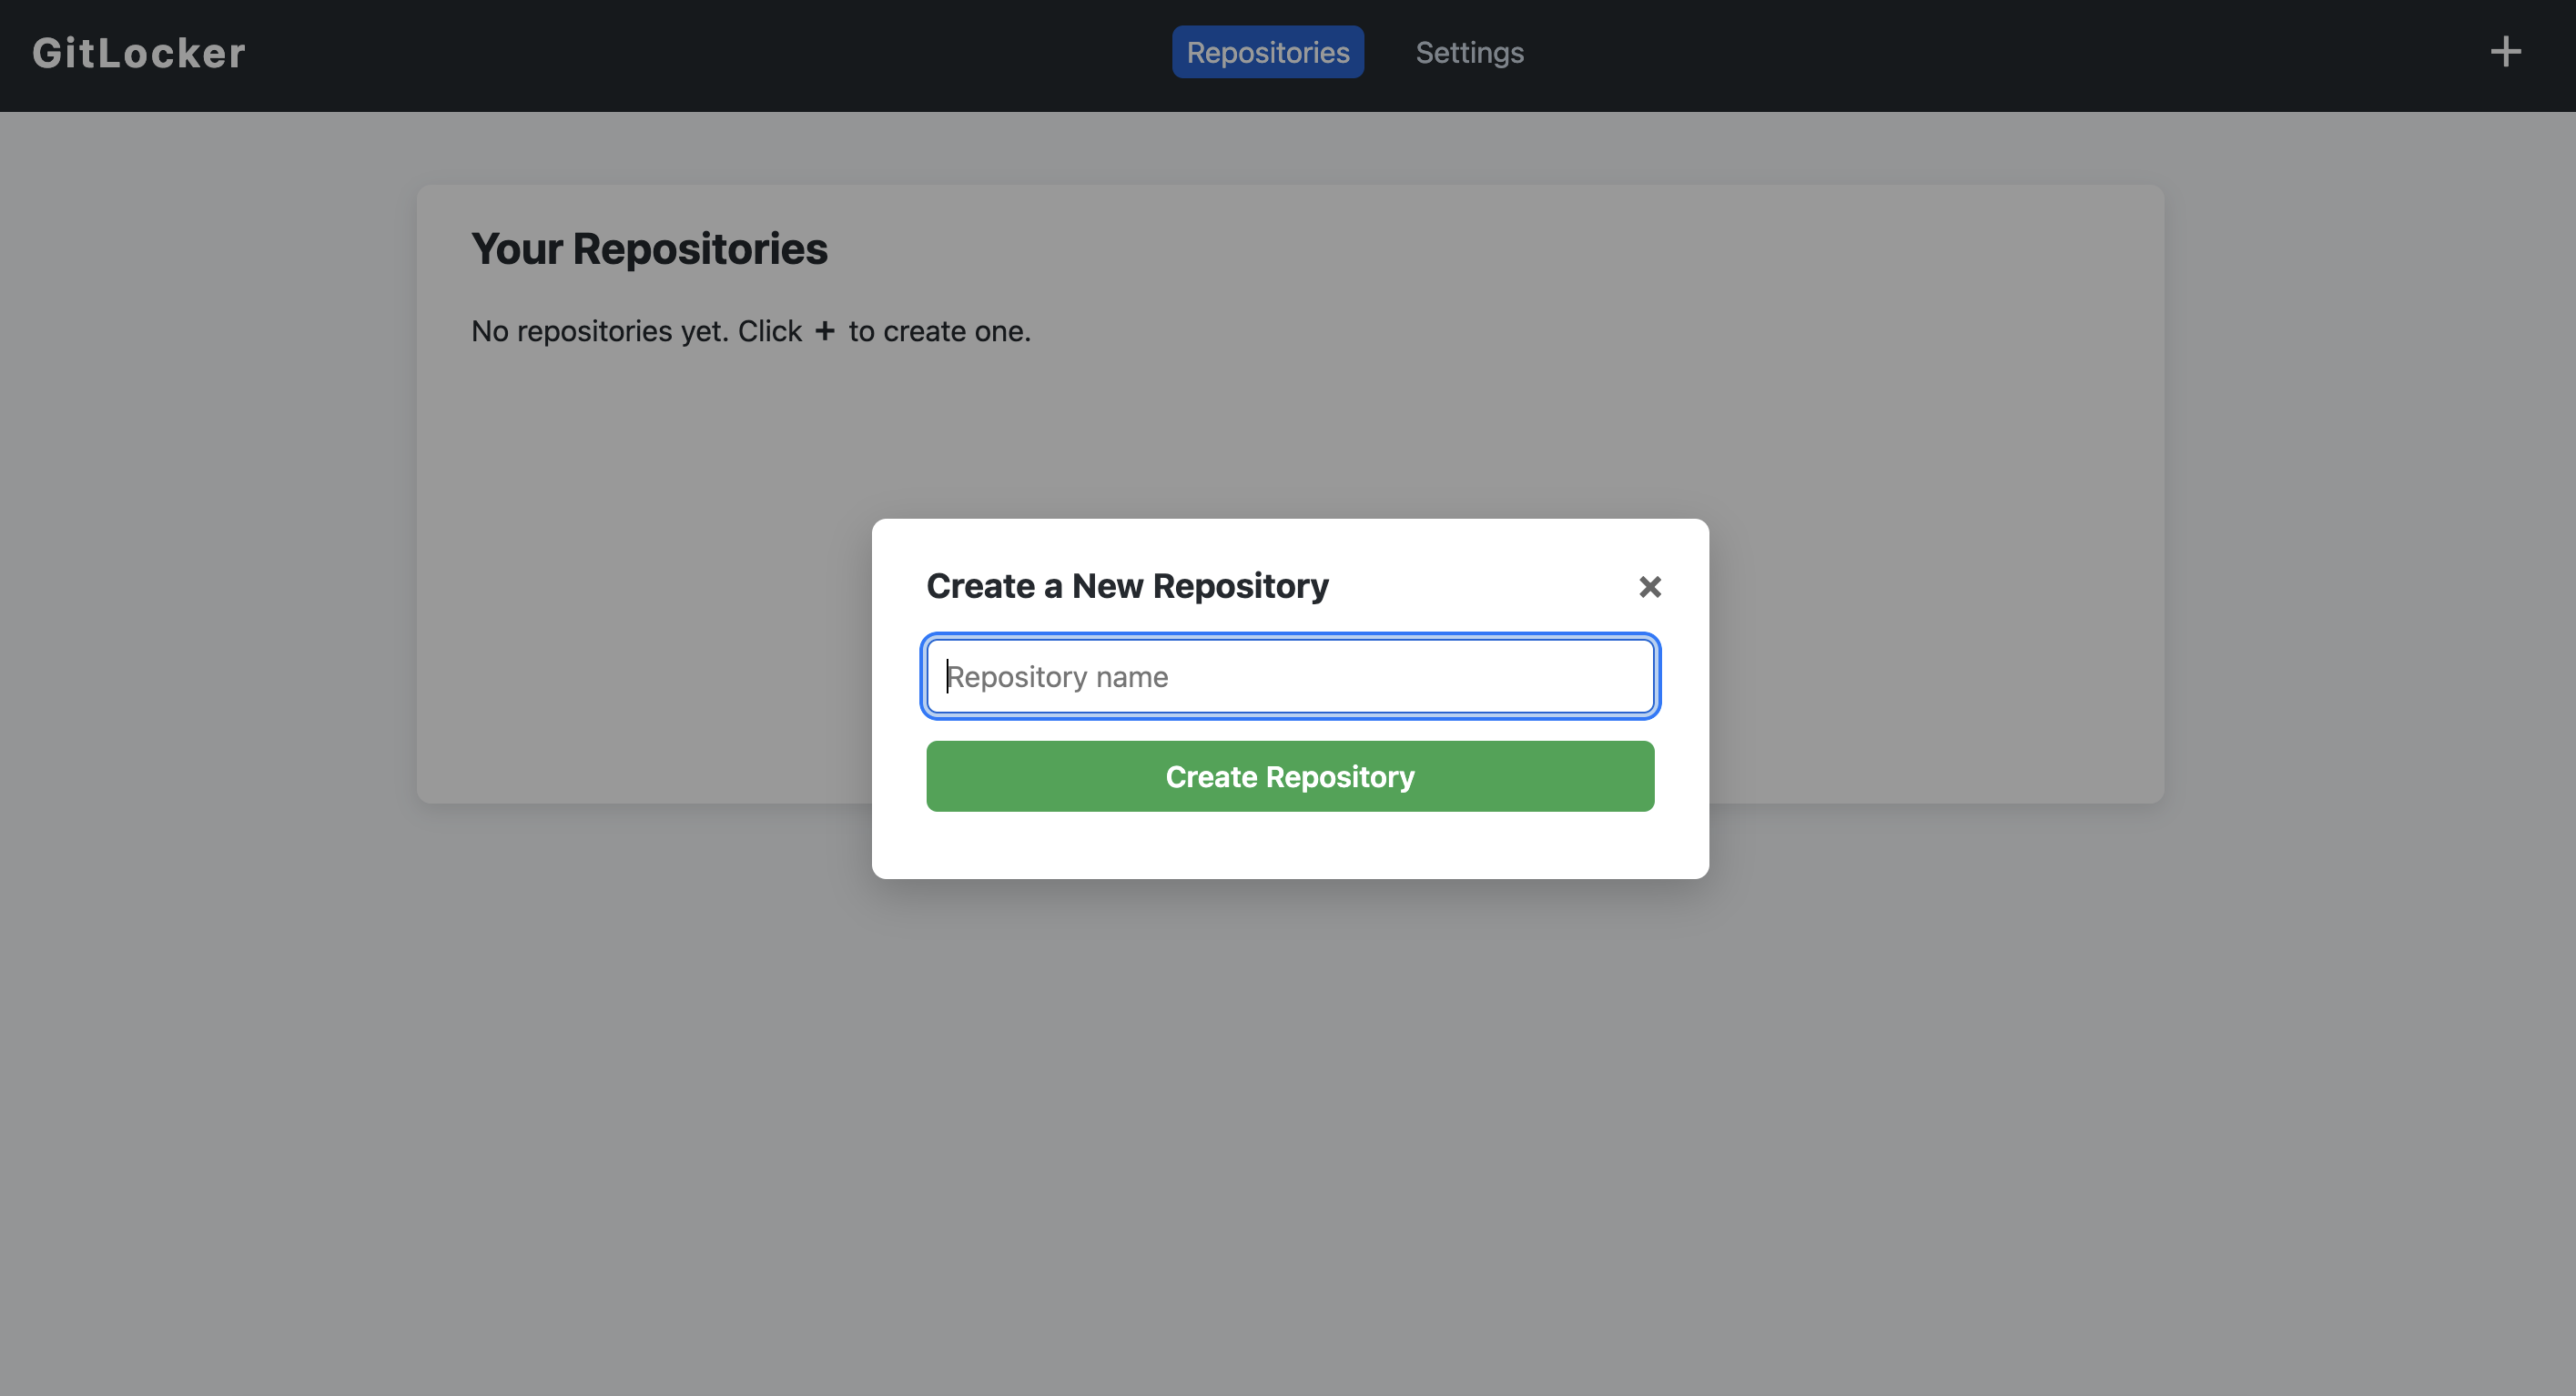 GitLocker
Repositories
Settings
+
Your Repositories
No repositories yet. Click + to create one.
Create a New Repository
×
Repository name
Create Repository